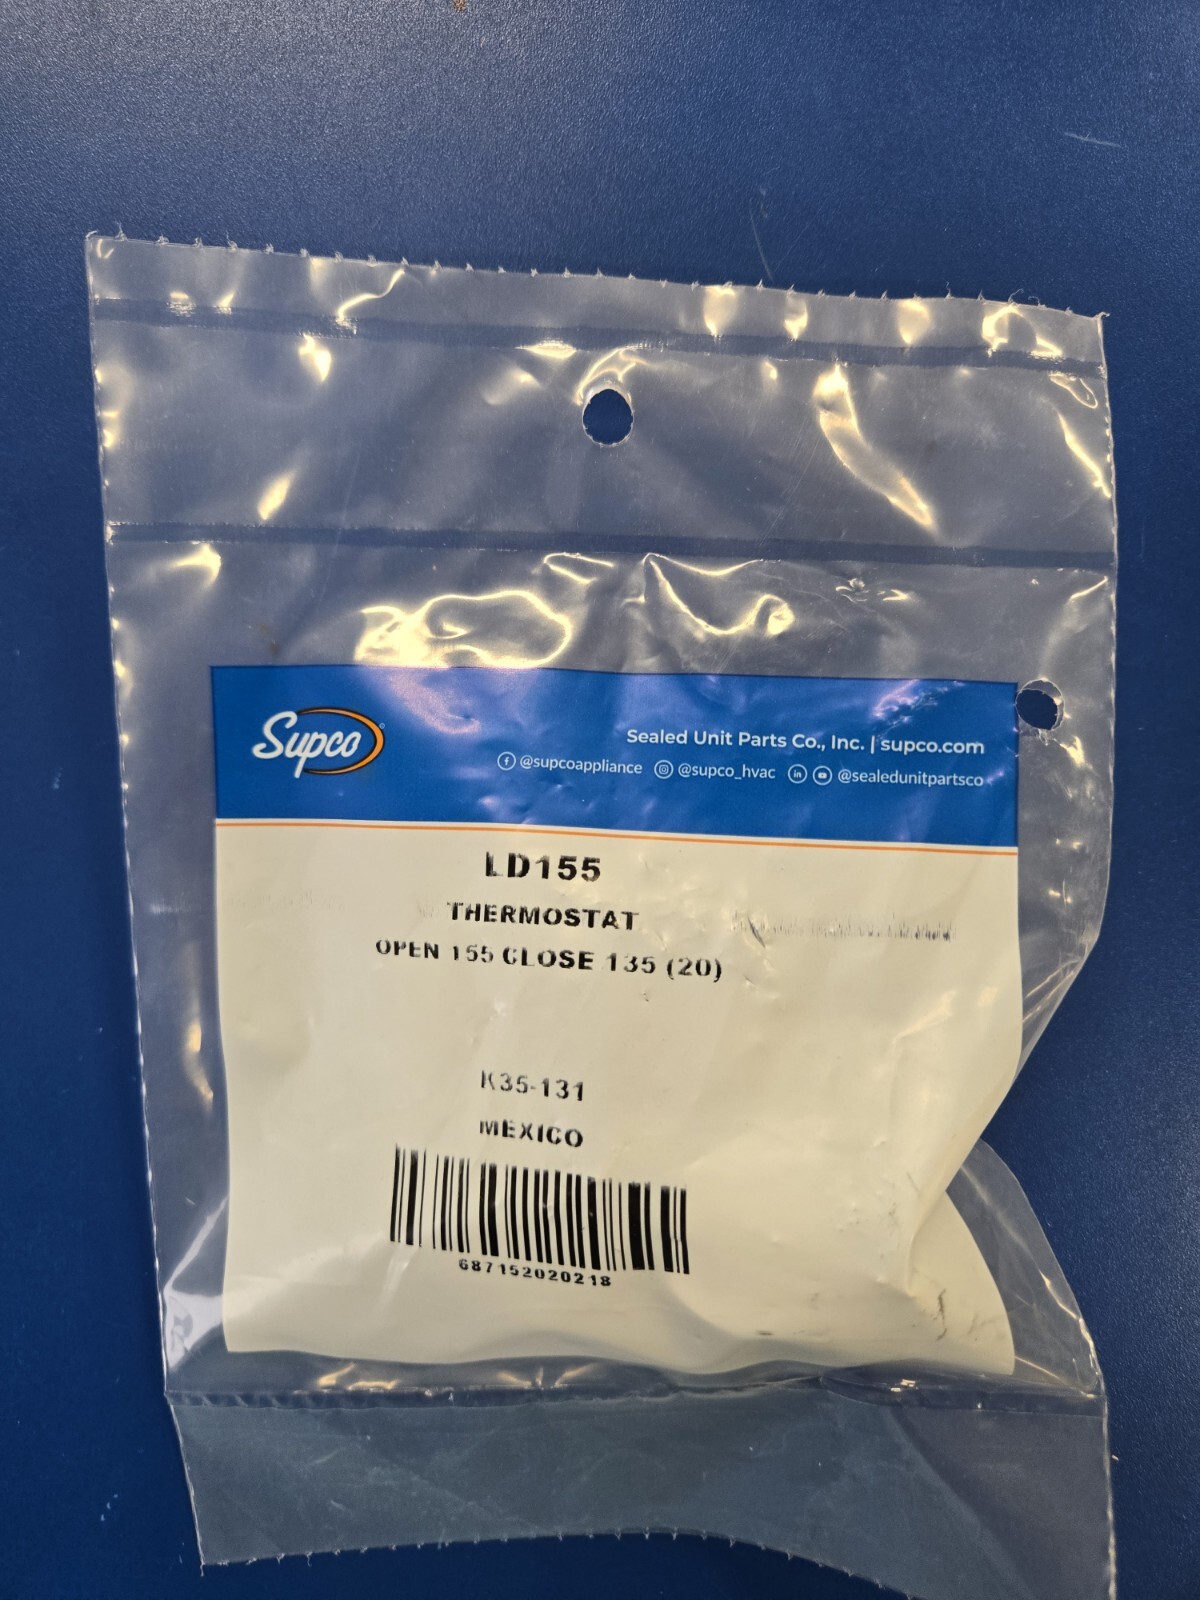 Supco
Sealed Unit Parts Co., Inc. | supco.com
@supcoappliance @supco_hvac @sealedunitpartsco
LD155
THERMOSTAT
OPEN 155 CLOSE 135 (20)
K35-131
MEXICO
687152020218